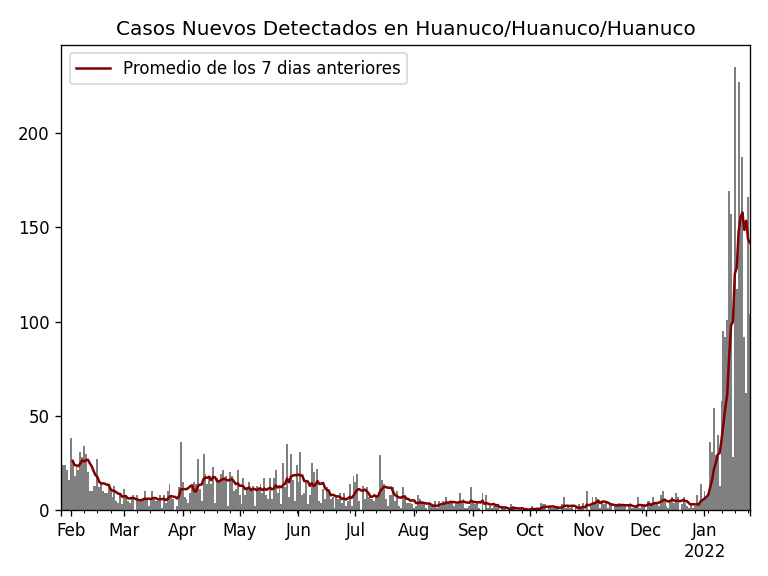 Casos Nuevos Detectados en Huanuco/Huanuco/Huanuco
Promedio de los 7 dias anteriores
200
150
100
50
0
Feb Mar Apr May Jun Jul Aug Sep Oct Nov Dec Jan
2022